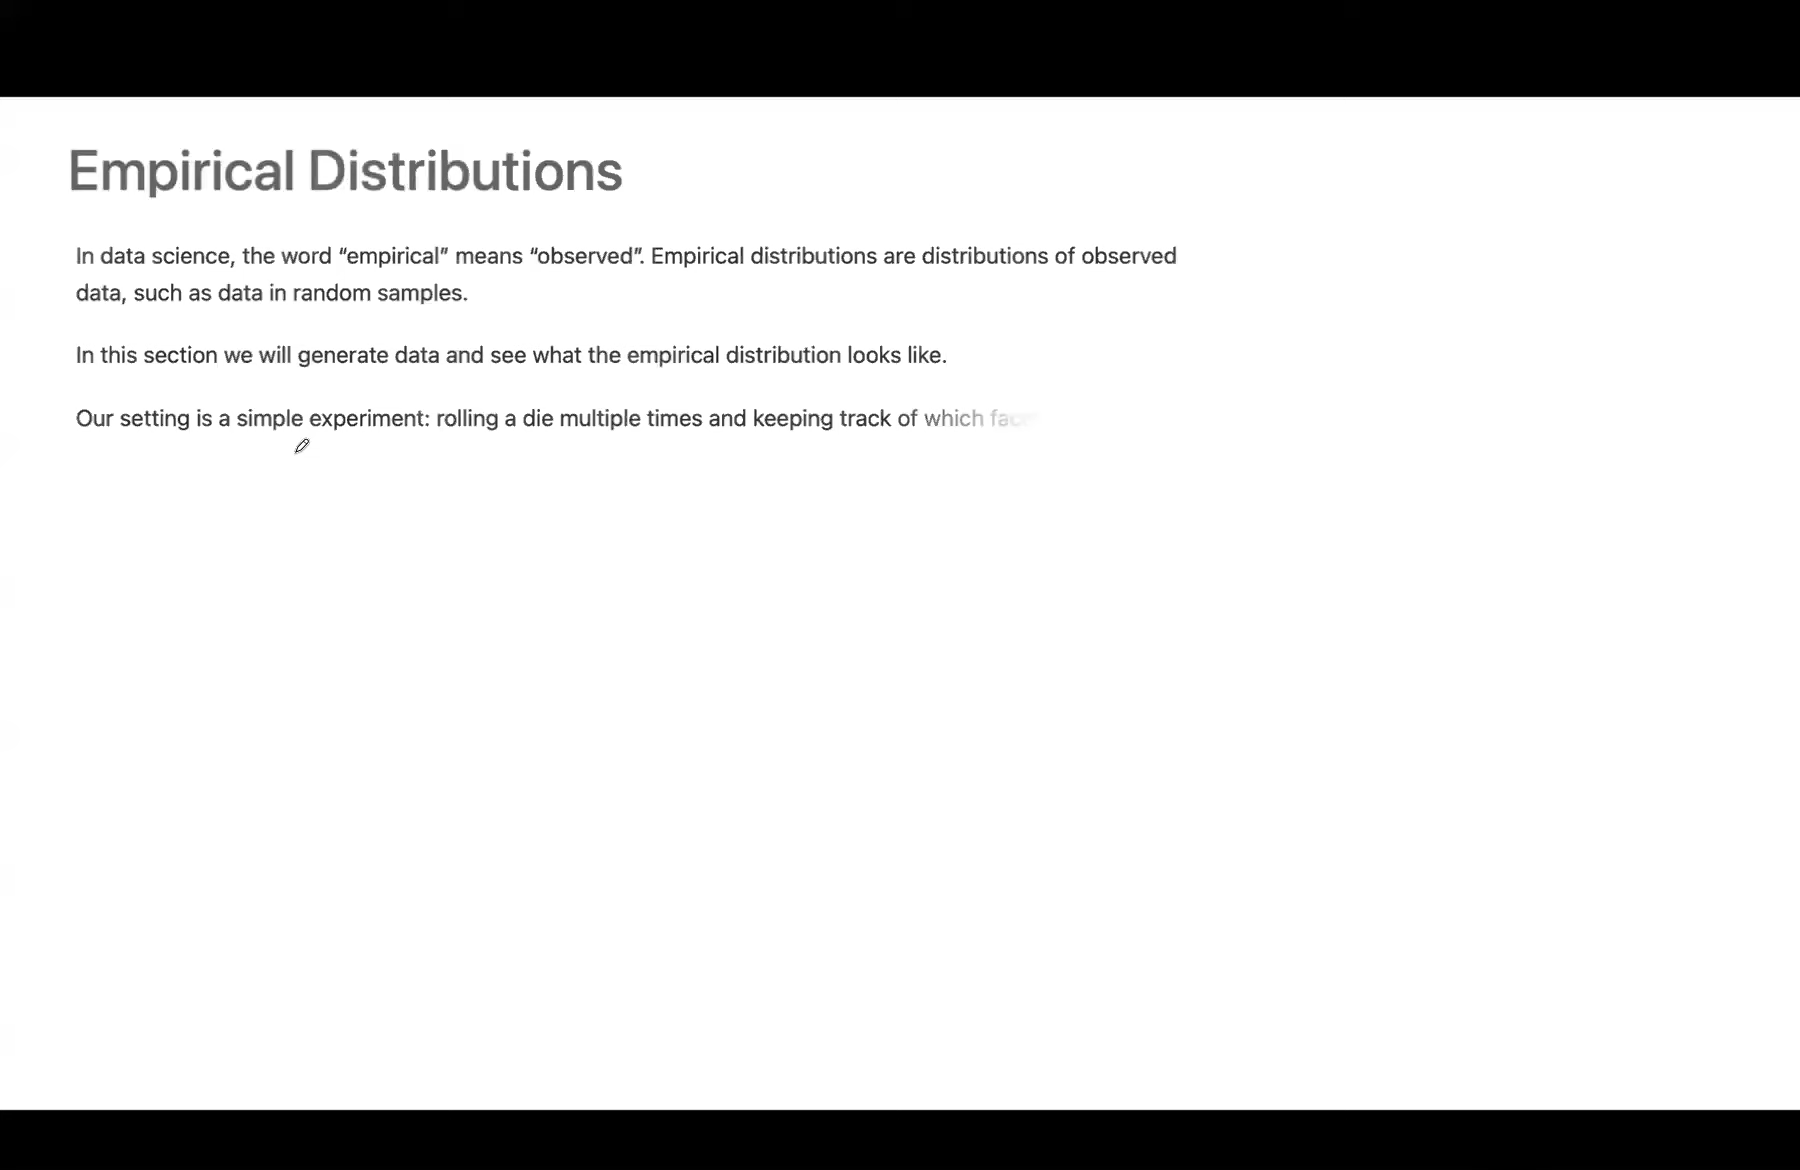 Empirical Distributions
In data science, the word “empirical” means “observed”. Empirical distributions are distributions of observed
data, such as data in random samples.
In this section we will generate data and see what the empirical distribution looks like.
Our setting is a simple experiment: rolling a die multiple times and keeping track of which